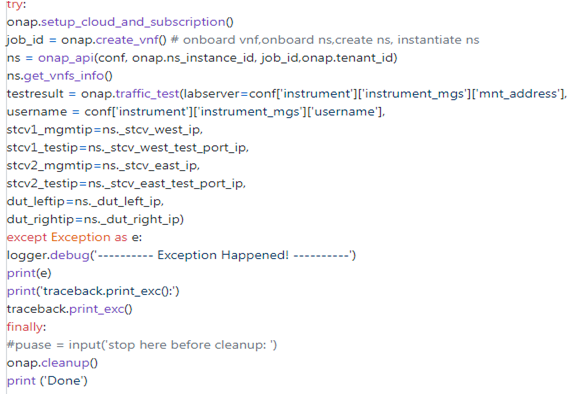 try:
onap.setup_cloud_and_subscription()
job_id = onap.create_vnf() # onboard vnf,onboard ns,create ns, instantiate ns
ns = onap_api(conf, onap.ns_instance_id, job_id,onap.tenant_id)
ns.get_vnfs_info()
testresult = onap.traffic_test(labserver=conf['instrument']['instrument_mgs']['mnt_address'],
username = conf['instrument']['instrument_mgs']['username'],
stcv1_mgmtip=ns._stcv_west_ip,
stcv1_testip=ns._stcv_west_test_port_ip,
stcv2_mgmtip=ns._stcv_east_ip,
stcv2_testip=ns._stcv_east_test_port_ip,
dut_leftip=ns._dut_left_ip,
dut_rightip=ns._dut_right_ip)
except Exception as e:
logger.debug('---------- Exception Happened! ----------')
print(e)
print('traceback.print_exc():')
traceback.print_exc()
finally:
#puase = input('stop here before cleanup: ')
onap.cleanup()
print ('Done')